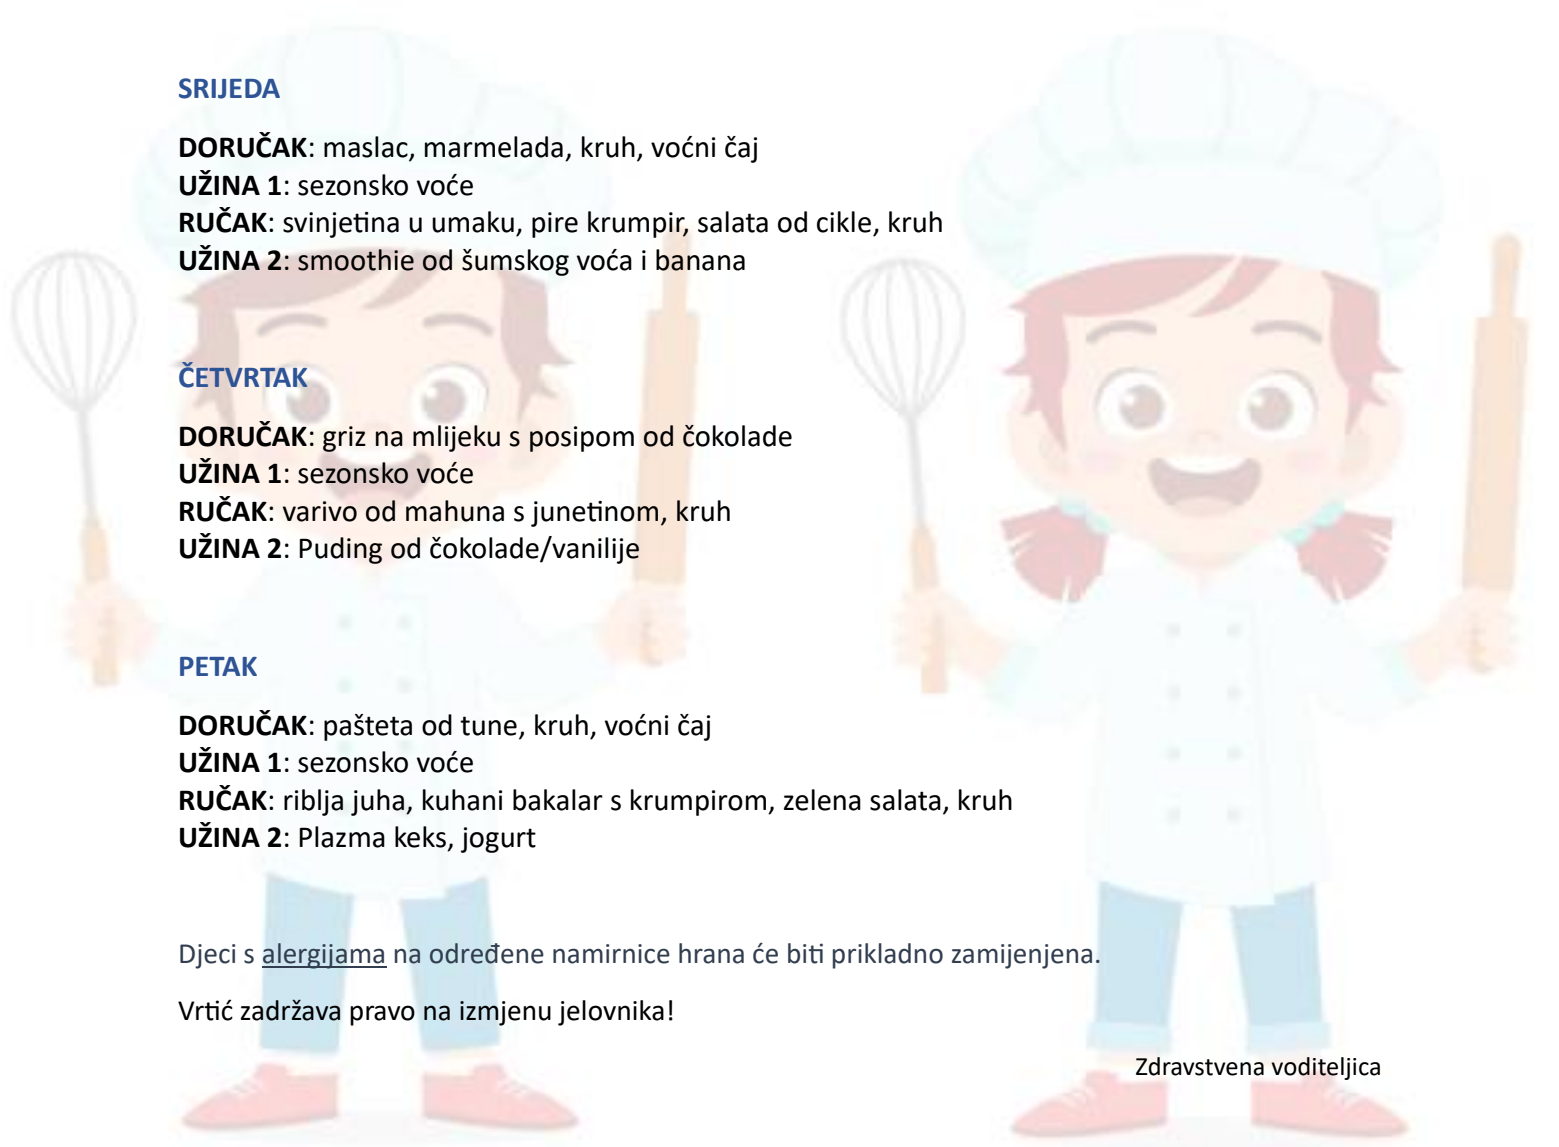 SRIJEDA
DORUČAK: maslac, marmelada, kruh, voćni čaj
UŽINA 1: sezonsko voće
RUČAK: svinjetina u umaku, pire krumpir, salata od cikle, kruh
UŽINA 2: smoothie od šumskog voća i banana
ČETVRTAK
DORUČAK: griz na mlijeku s posipom od čokolade
UŽINA 1: sezonsko voće
RUČAK: varivo od mahuna s junetinom, kruh
UŽINA 2: Puding od čokolade/vanilije
PETAK
DORUČAK: pašteta od tune, kruh, voćni čaj
UŽINA 1: sezonsko voće
RUČAK: riblja juha, kuhani bakalar s krumpirom, zelena salata, kruh
UŽINA 2: Plazma keks, jogurt
Djeci s alergijama na određene namirnice hrana će biti prikladno zamijenjena.
Vrtić zadržava pravo na izmjenu jelovnika!
Zdravstvena voditeljica